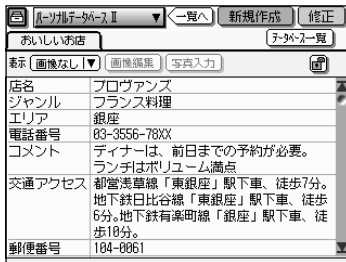 パーソナルデータベースⅡ ▼ 一覧へ 新規作成 修正
おいしいお店 データベース一覧
表示 画像なし ▼ 画像編集 写真入力
店名 プロヴァンズ
ジャンル フランス料理
エリア 銀座
電話番号 03-3556-78XX
コメント ディナーは、前日までの予約が必要。
ランチはボリューム満点
交通アクセス 都営浅草線「東銀座」駅下車、徒歩7分。
地下鉄日比谷線「銀座」駅下車、徒歩
6分。地下鉄有楽町線「銀座」駅下車、徒
歩10分。
郵便番号 104-0061